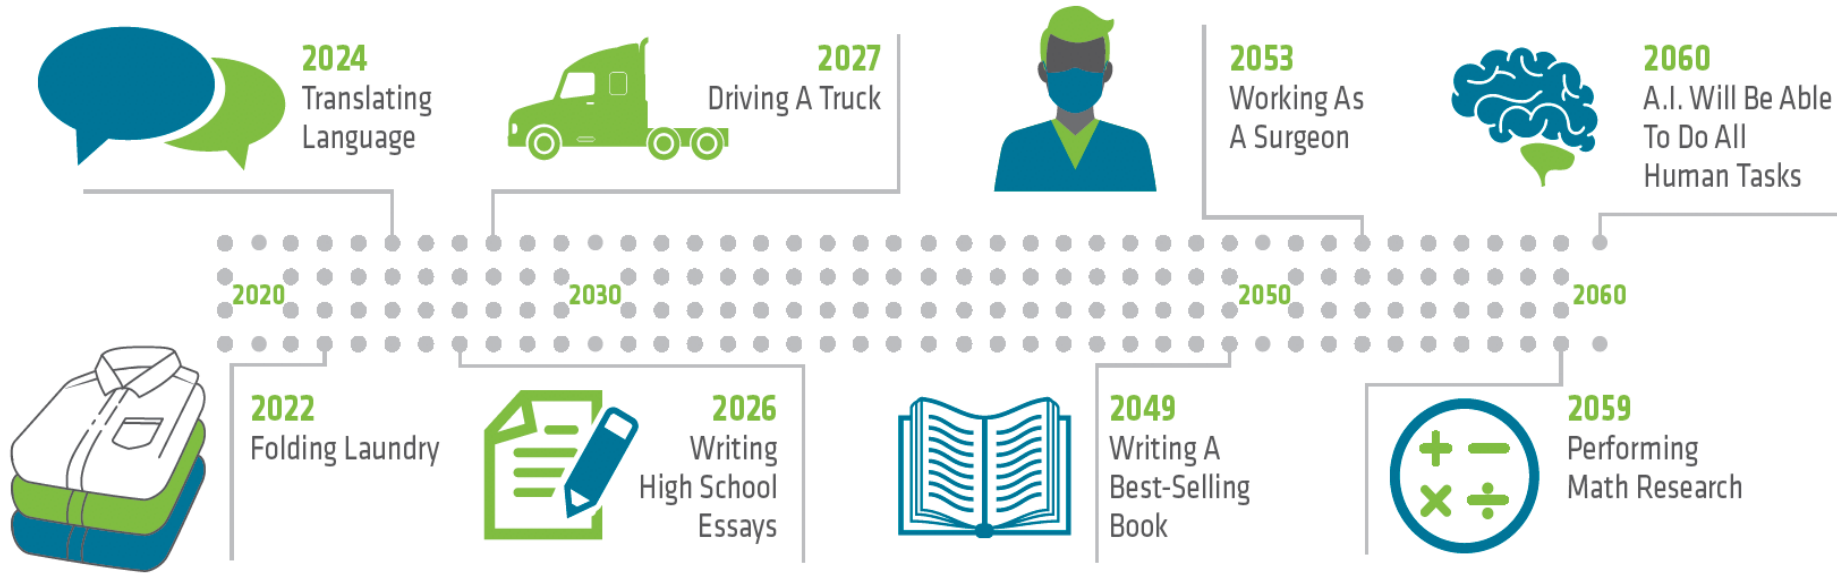 2024
Translating
Language
2027
Driving A Truck
2053
Working As
A Surgeon
2060
A.I. Will Be Able
To Do All
Human Tasks
2020
2030
2050
2060
2022
Folding Laundry
2026
Writing
High School
Essays
2049
Writing A
Best-Selling
Book
2059
Performing
Math Research